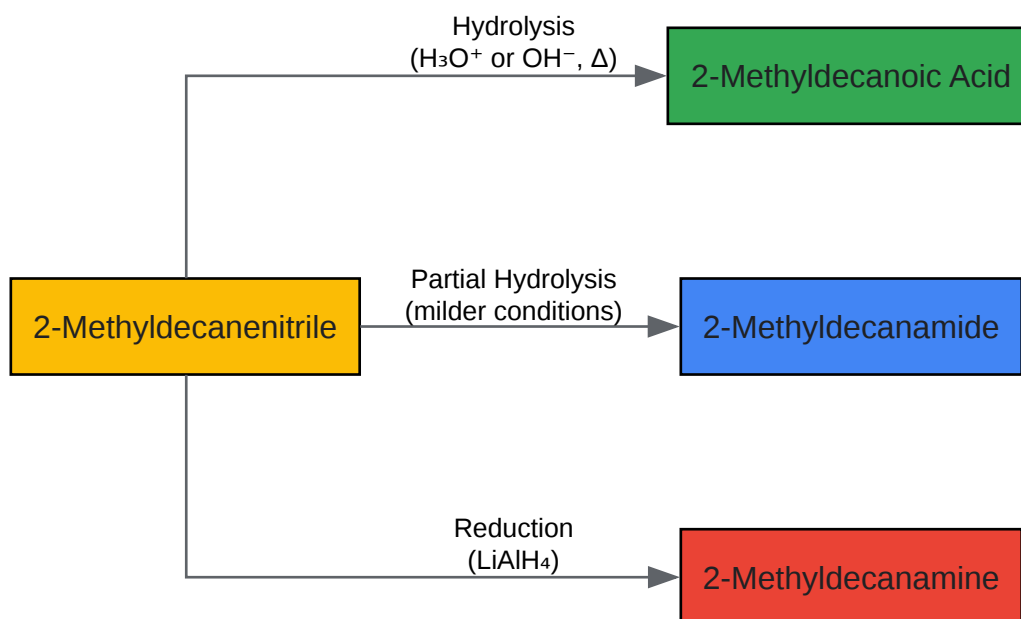 Hydrolysis
(H₃O⁺ or OH⁻, Δ)
2-Methyldecanoic Acid
Partial Hydrolysis
(milder conditions)
2-Methyldecanenitrile
2-Methyldecanamide
Reduction
(LiAlH₄)
2-Methyldecanamine